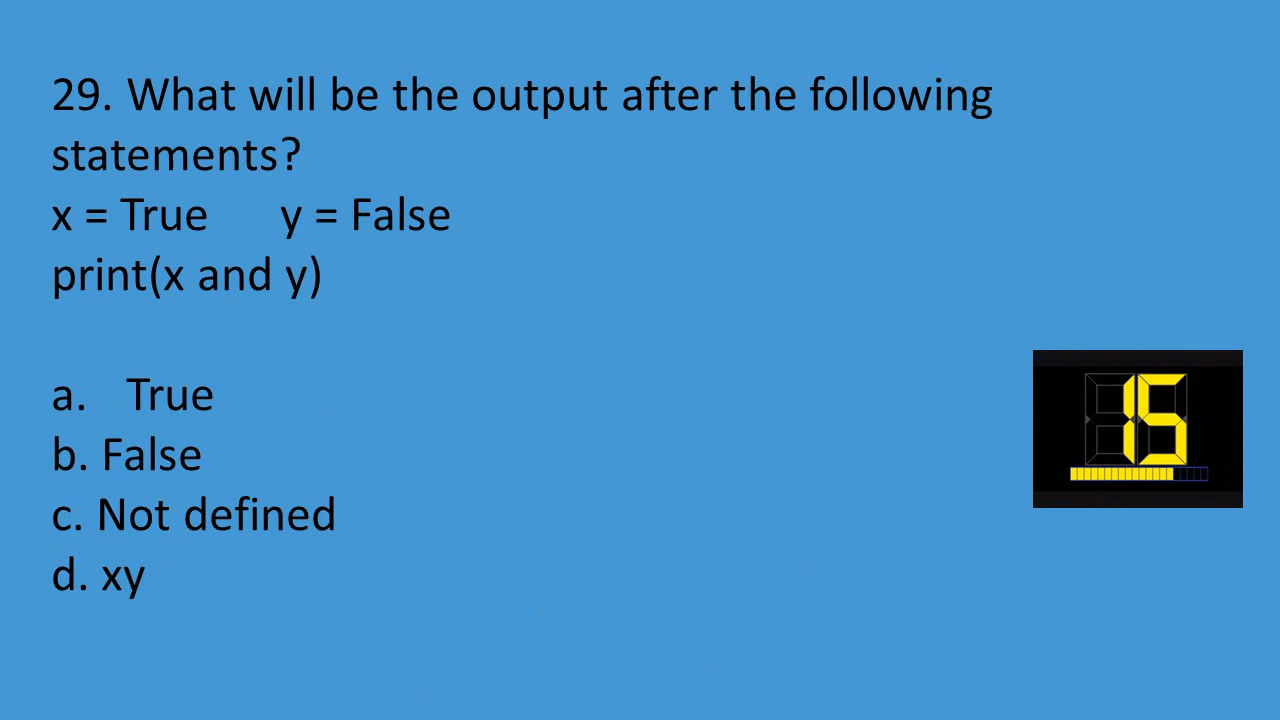 29. What will be the output after the following
statements?
x = True y = False
print(x and y)
a. True
b. False
c. Not defined
d. xy
15